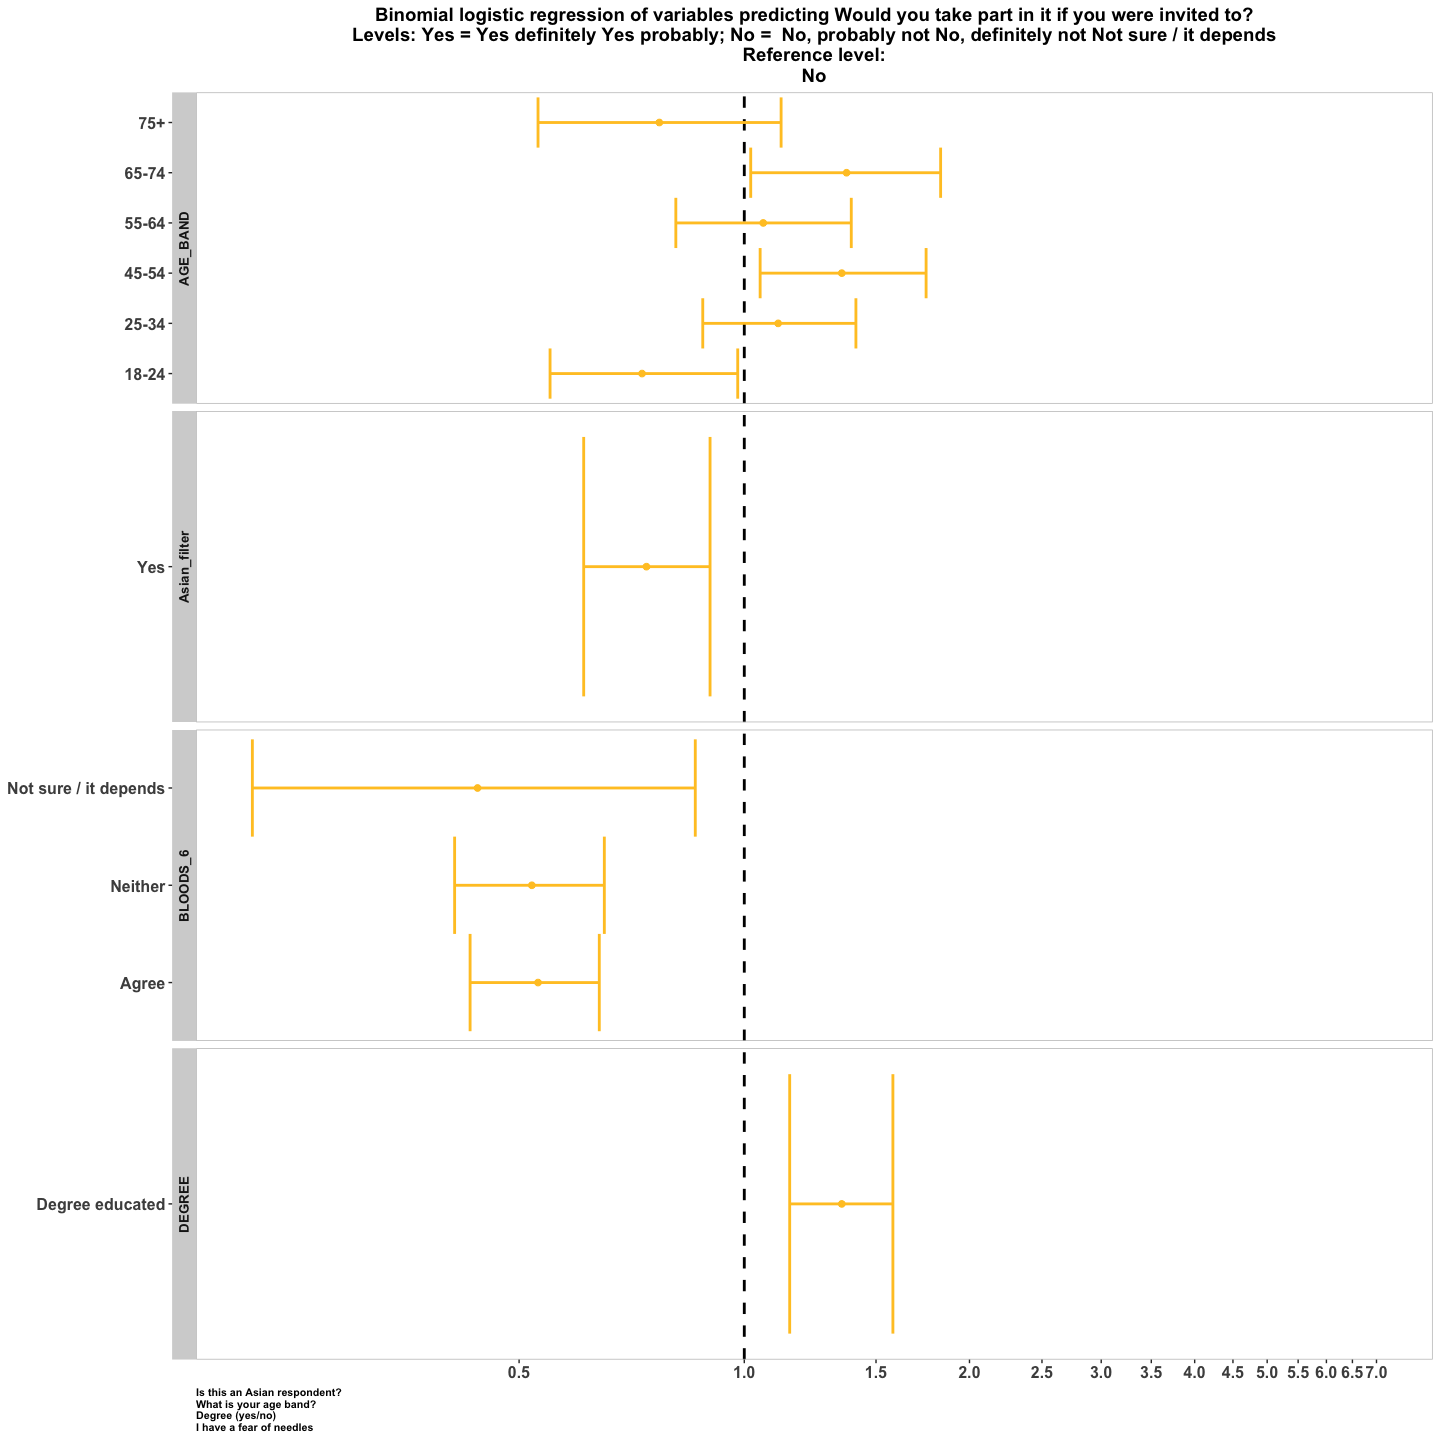 Binomial logistic regression of variables predicting Would you take part in it if you were invited to?
Levels: Yes = Yes definitely Yes probably; No =  No, probably not No, definitely not Not sure / it depends
Reference level:
No
AGE_BAND
75+
65-74
55-64
45-54
25-34
18-24
Asian_filter
Yes
BLOODS_6
Not sure / it depends
Neither
Agree
DEGREE
Degree educated
0.5 1.0 1.5 2.0 2.5 3.0 3.5 4.0 4.5 5.0 5.5 6.0 6.5 7.0
Is this an Asian respondent?
What is your age band?
Degree (yes/no)
I have a fear of needles